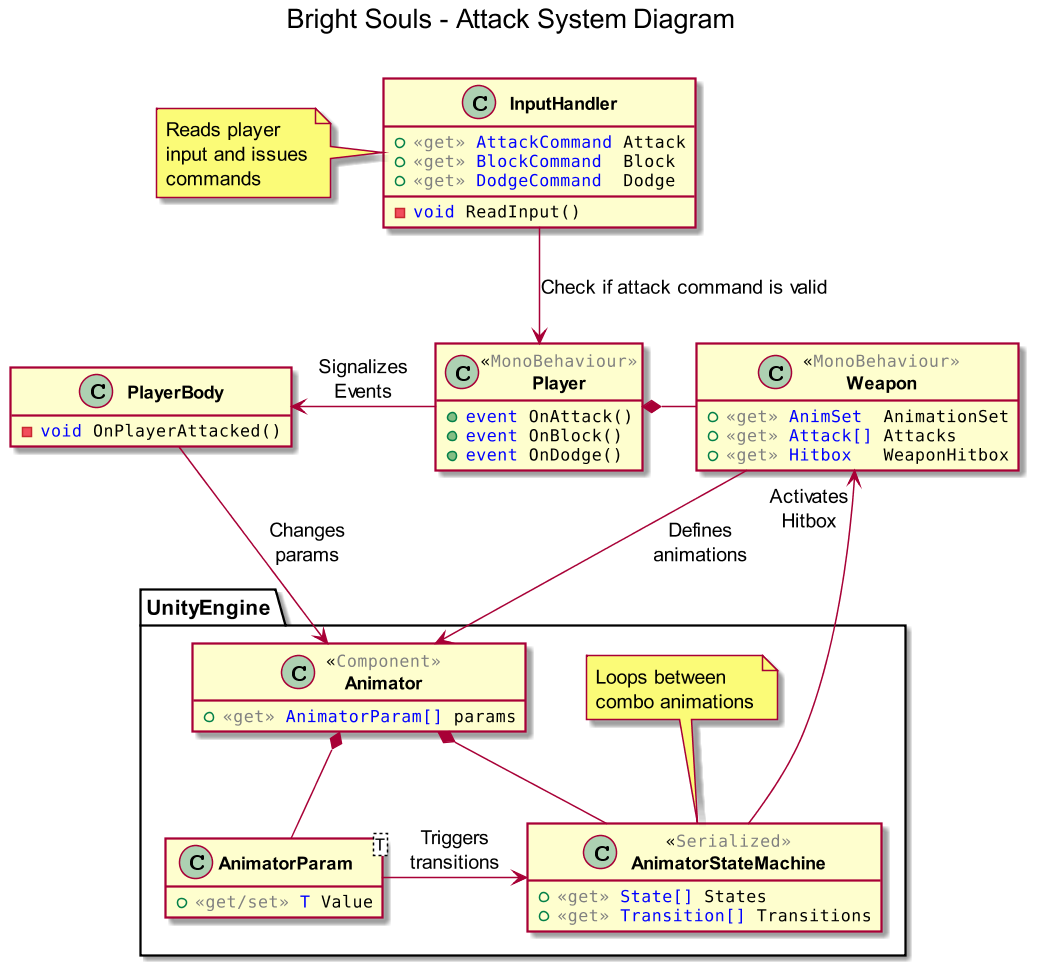 Bright Souls - Attack System Diagram
Reads player
input and issues
commands
C InputHandler
«get» AttackCommand Attack
«get» BlockCommand Block
«get» DodgeCommand Dodge
void ReadInput()
Check if attack command is valid
C PlayerBody
void OnPlayerAttacked()
Signalizes
Events
C «MonoBehaviour»
Player
event OnAttack()
event OnBlock()
event OnDodge()
C «MonoBehaviour»
Weapon
«get» AnimSet AnimationSet
«get» Attack[] Attacks
«get» Hitbox WeaponHitbox
Changes
params
Defines
animations
Activates
Hitbox
UnityEngine
C «Component»
Animator
«get» AnimatorParam[] params
Loops between
combo animations
C AnimatorParam T
«get/set» T Value
Triggers
transitions
C «Serialized»
AnimatorStateMachine
«get» State[] States
«get» Transition[] Transitions